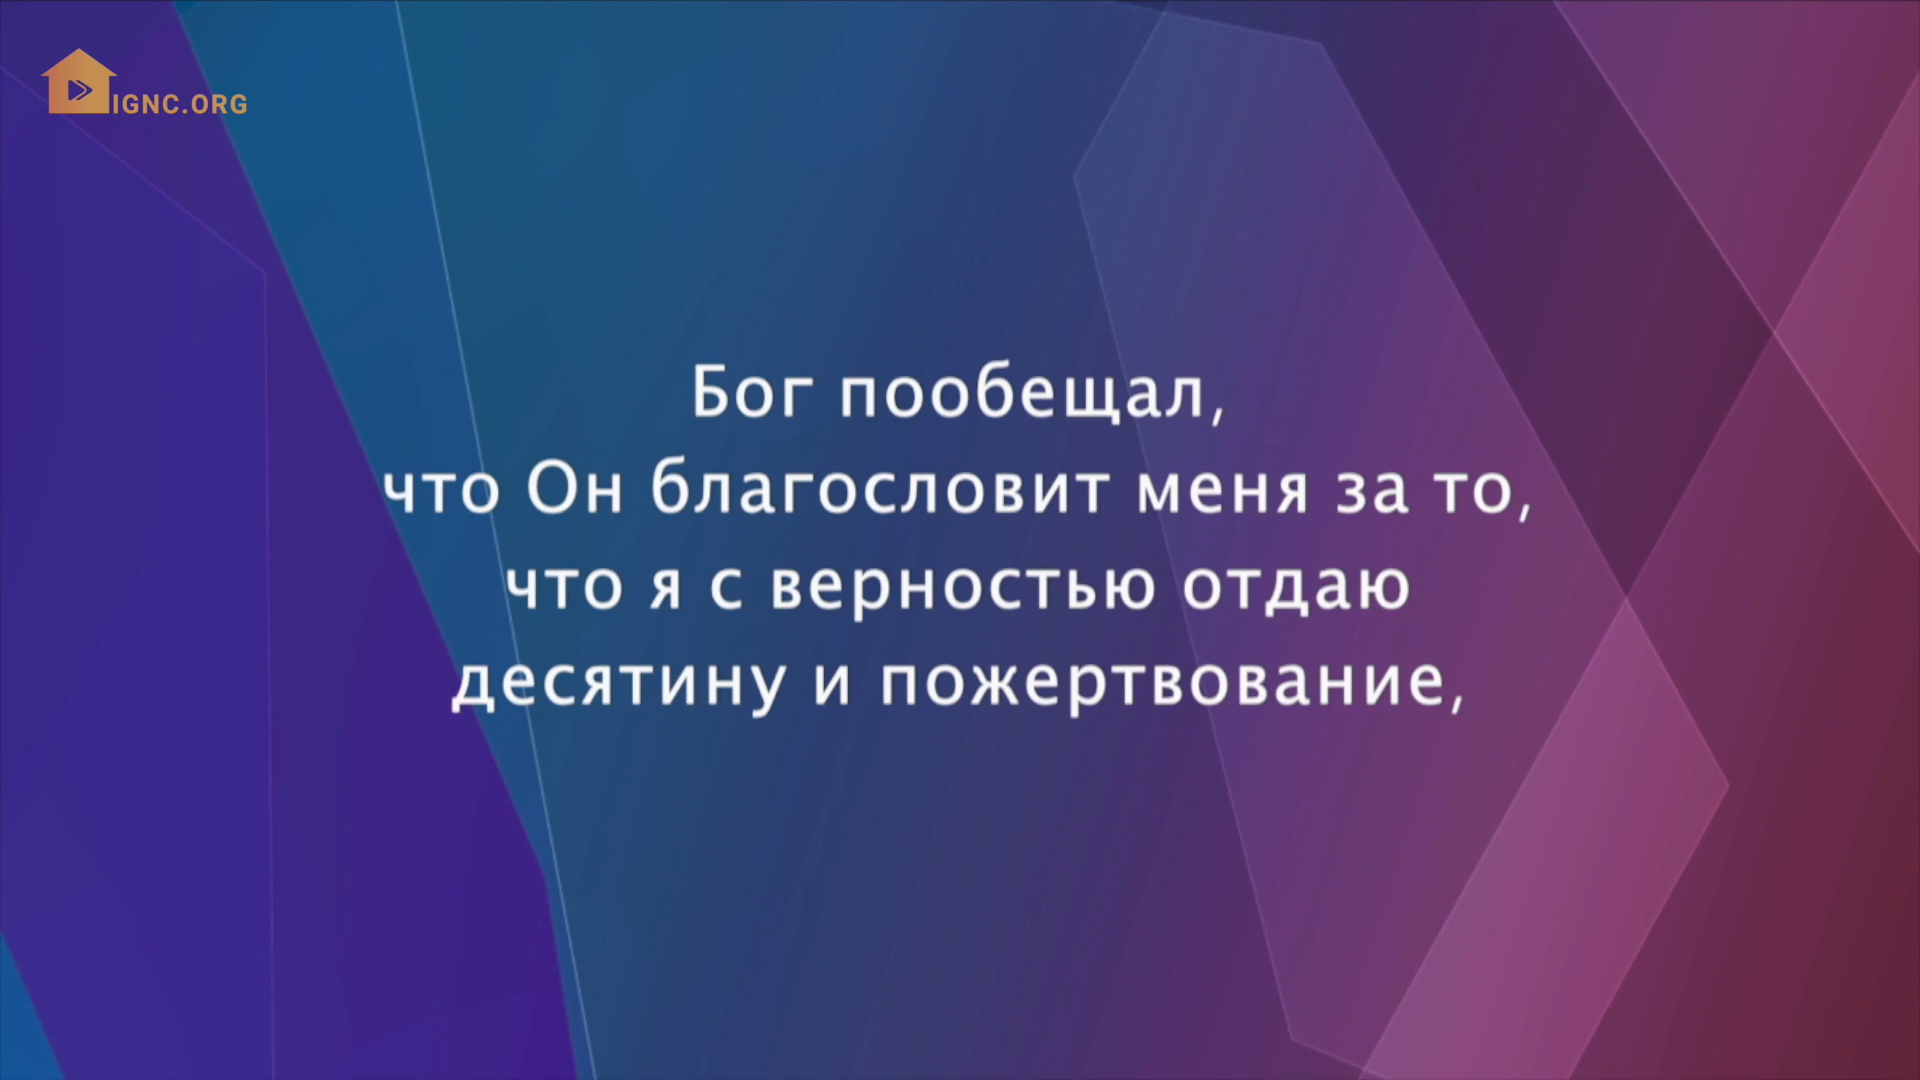 IGNC.ORG
Бог пообещал,
что Он благословит меня за то,
что я с верностью отдаю
десятину и пожертвование,